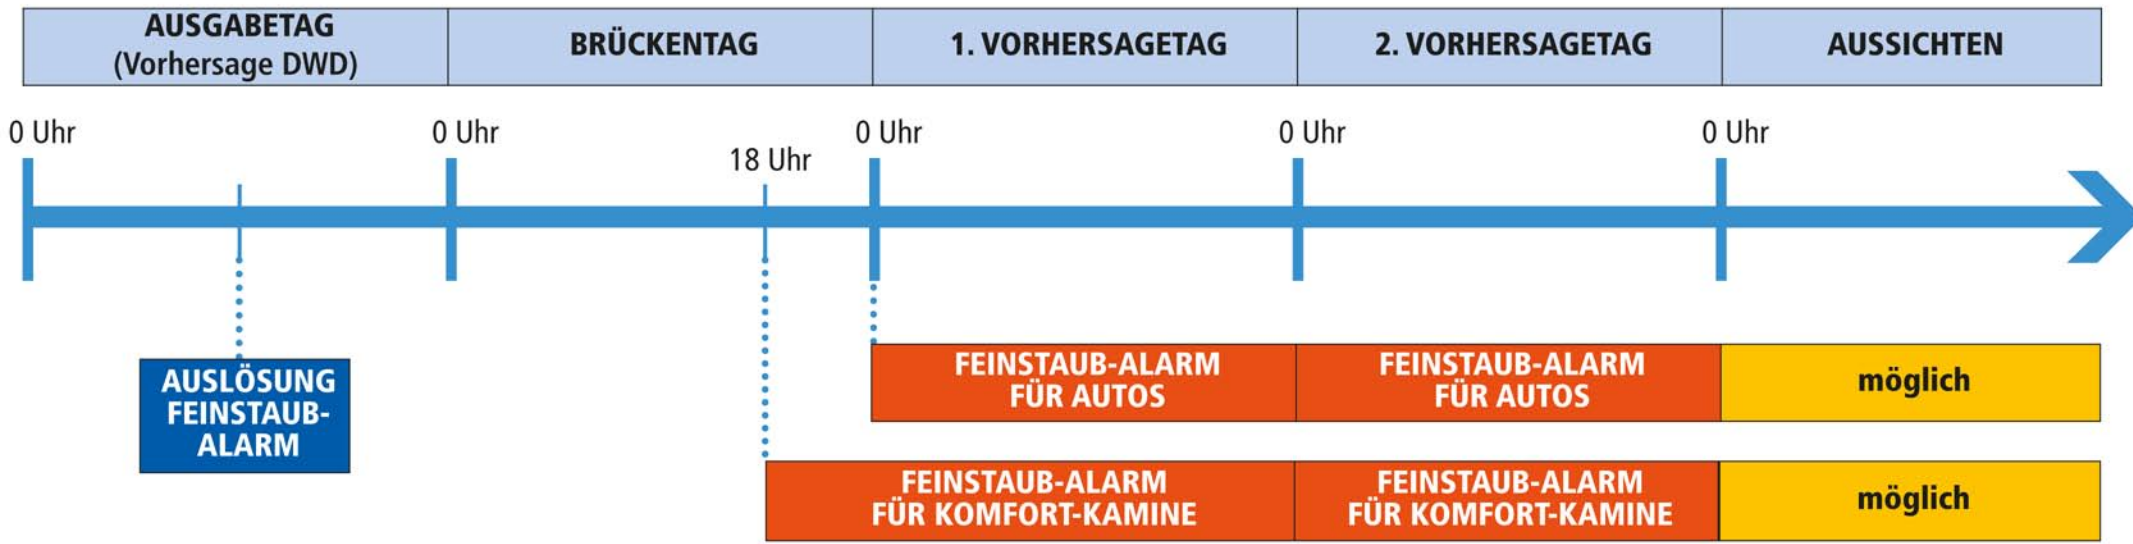 AUSGABETAG
(Vorhersage DWD)
BRÜCKENTAG
1. VORHERSAGETAG
2. VORHERSAGETAG
AUSSICHTEN
0 Uhr
0 Uhr
18 Uhr
0 Uhr
0 Uhr
0 Uhr
AUSLÖSUNG
FEINSTAUB-
ALARM
FEINSTAUB-ALARM
FÜR AUTOS
FEINSTAUB-ALARM
FÜR AUTOS
möglich
FEINSTAUB-ALARM
FÜR KOMFORT-KAMINE
FEINSTAUB-ALARM
FÜR KOMFORT-KAMINE
möglich